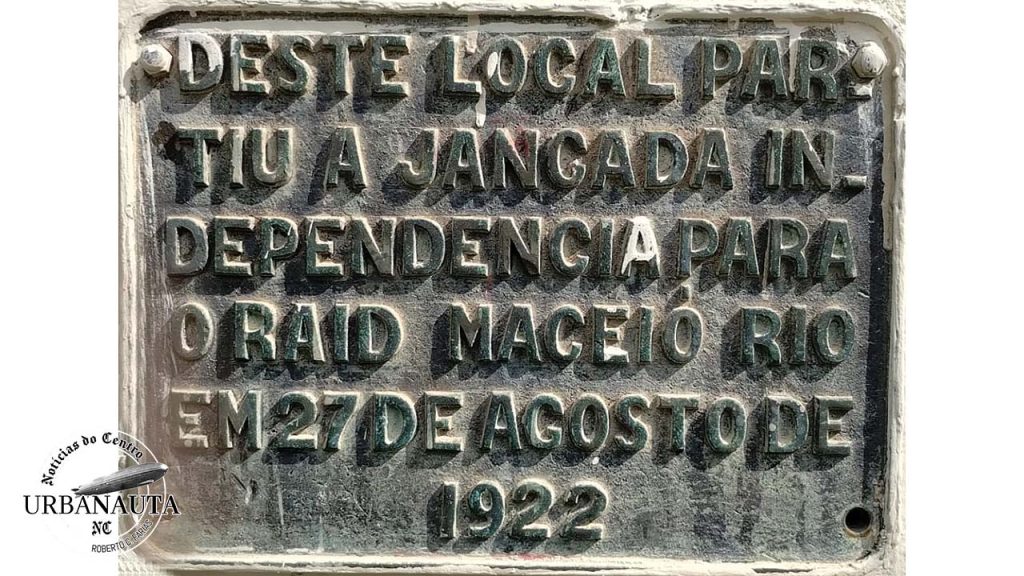 DESTE LOCAL PAR-
TIU A JANGADA IN-
DEPENDENCIA PARA
O RAID MACEIÓ RIO
EM 27 DE AGOSTO DE
1922
Notícias do Centro
URBANAUTA
NC
ROBERTO C. FARIAS